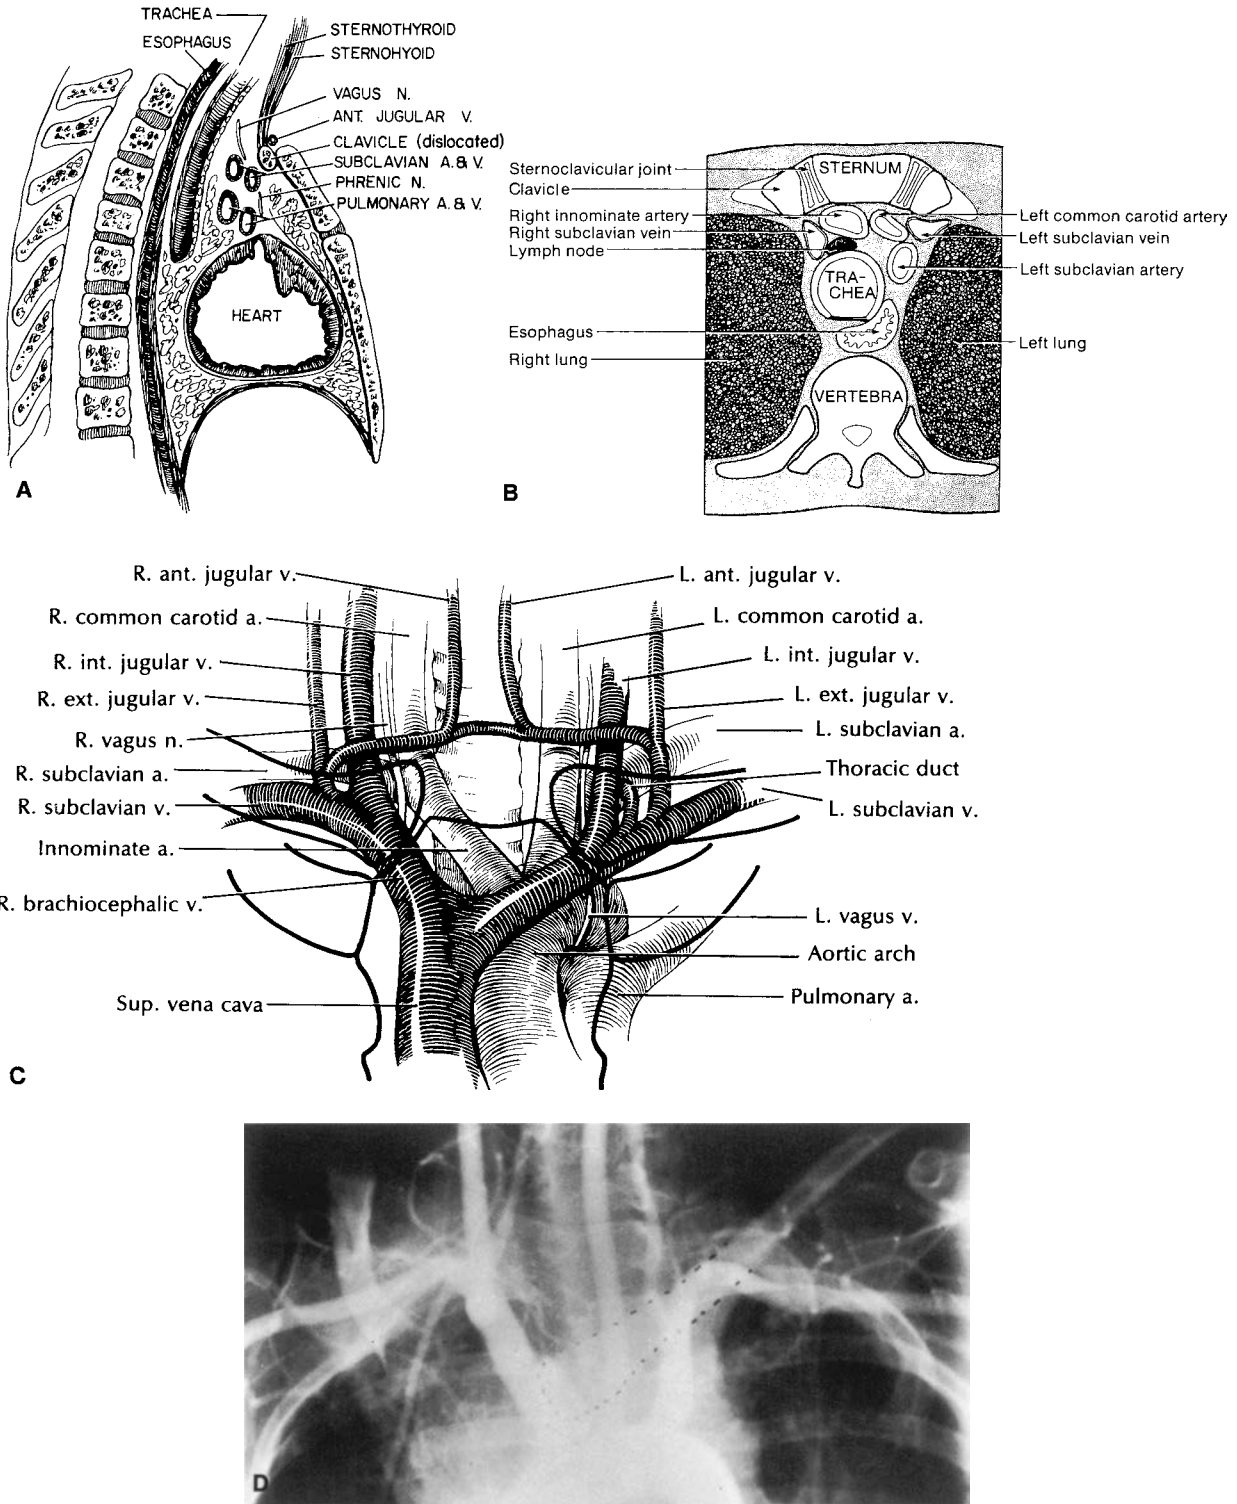 TRACHEA
ESOPHAGUS
STERNOTHYROID
STERNOHYOID
VAGUS N.
ANT. JUGULAR V.
CLAVICLE (dislocated)
SUBCLAVIAN A. & V.
PHRENIC N.
PULMONARY A. & V.
HEART
A
Sternoclavicular joint
Clavicle
Right innominate artery
Right subclavian vein
Lymph node
Esophagus
Right lung
STERNUM
TRA-
CHEA
VERTEBRA
Left common carotid artery
Left subclavian vein
Left subclavian artery
Left lung
B
R. ant. jugular v.
R. common carotid a.
R. int. jugular v.
R. ext. jugular v.
R. vagus n.
R. subclavian a.
R. subclavian v.
Innominate a.
R. brachiocephalic v.
Sup. vena cava
L. ant. jugular v.
L. common carotid a.
L. int. jugular v.
L. ext. jugular v.
L. subclavian a.
Thoracic duct
L. subclavian v.
L. vagus v.
Aortic arch
Pulmonary a.
C
D